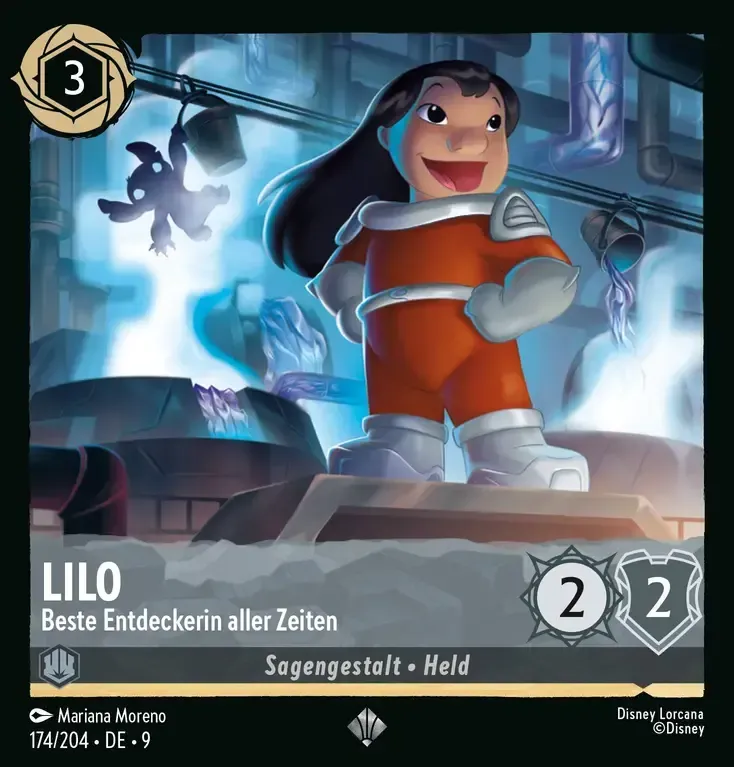 3
LILO
Beste Entdeckerin aller Zeiten
2 2
Sagengestalt • Held
Mariana Moreno
Disney Lorcana
174/204 • DE • 9
©Disney